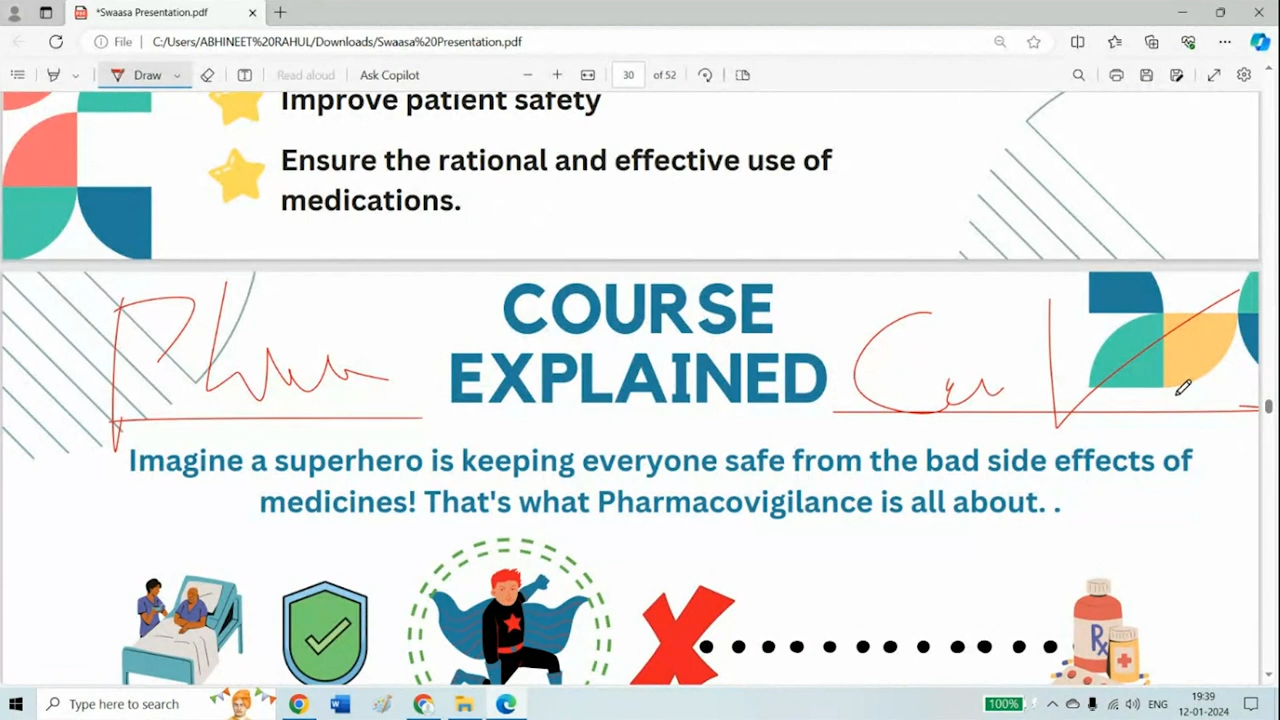 *Swaasa Presentation.pdf
File C:/Users/ABHINEET%20RAHUL/Downloads/Swaasa%20Presentation.pdf
Draw Read aloud Ask Copilot 30 of 52
Improve patient safety
Ensure the rational and effective use of
medications.
COURSE
EXPLAINED
Imagine a superhero is keeping everyone safe from the bad side effects of
medicines! That's what Pharmacovigilance is all about. .
Rx
Type here to search
100%
ENG
19:39
12-01-2024